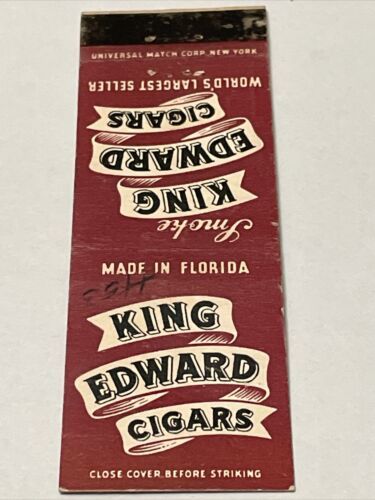 UNIVERSAL MATCH CORP. NEW YORK
WORLD'S LARGEST SELLER
Smoke
KING
EDWARD
CIGARS
MADE IN FLORIDA
KING
EDWARD
CIGARS
CLOSE COVER BEFORE STRIKING